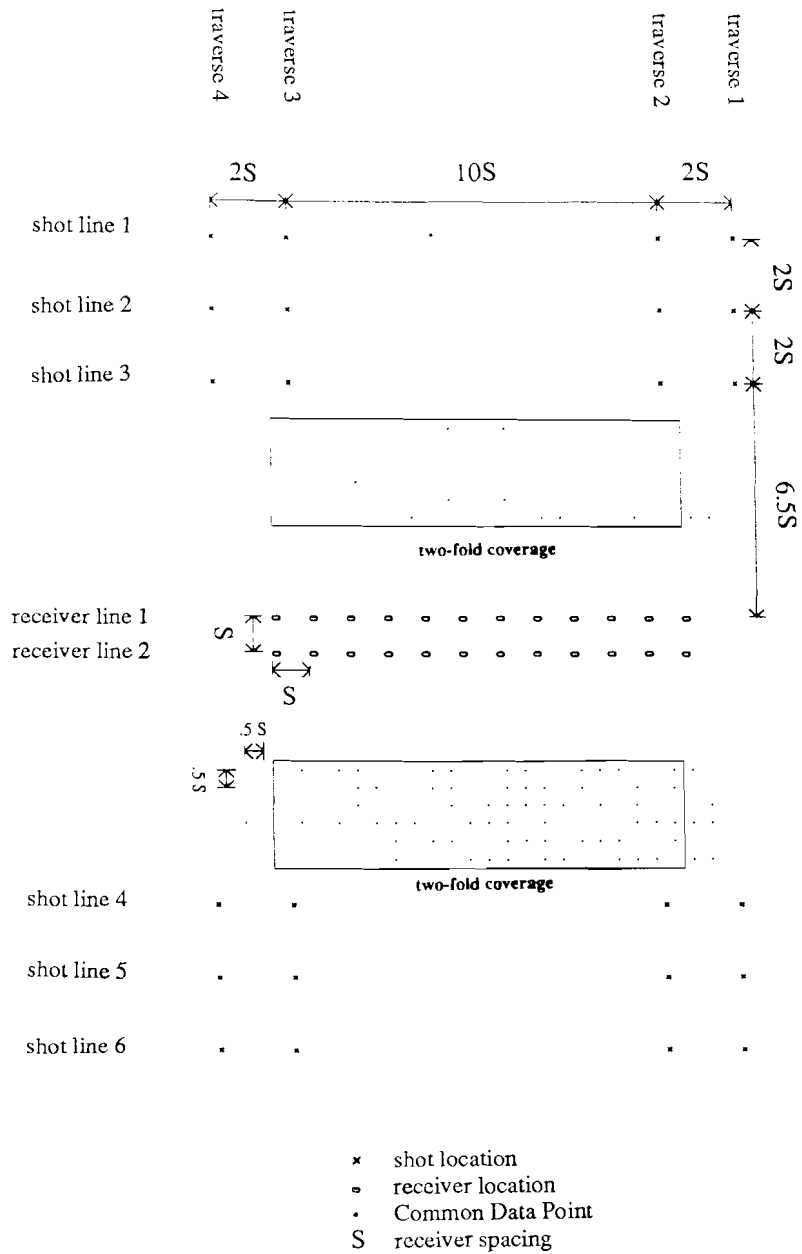 traverse 4
traverse 3
traverse 2
traverse 1
2S
10S
2S
shot line 1
2S
shot line 2
2S
shot line 3
6.5S
two-fold coverage
receiver line 1
S
receiver line 2
S
.5 S
.5S
two-fold coverage
shot line 4
shot line 5
shot line 6
shot location
receiver location
Common Data Point
S receiver spacing